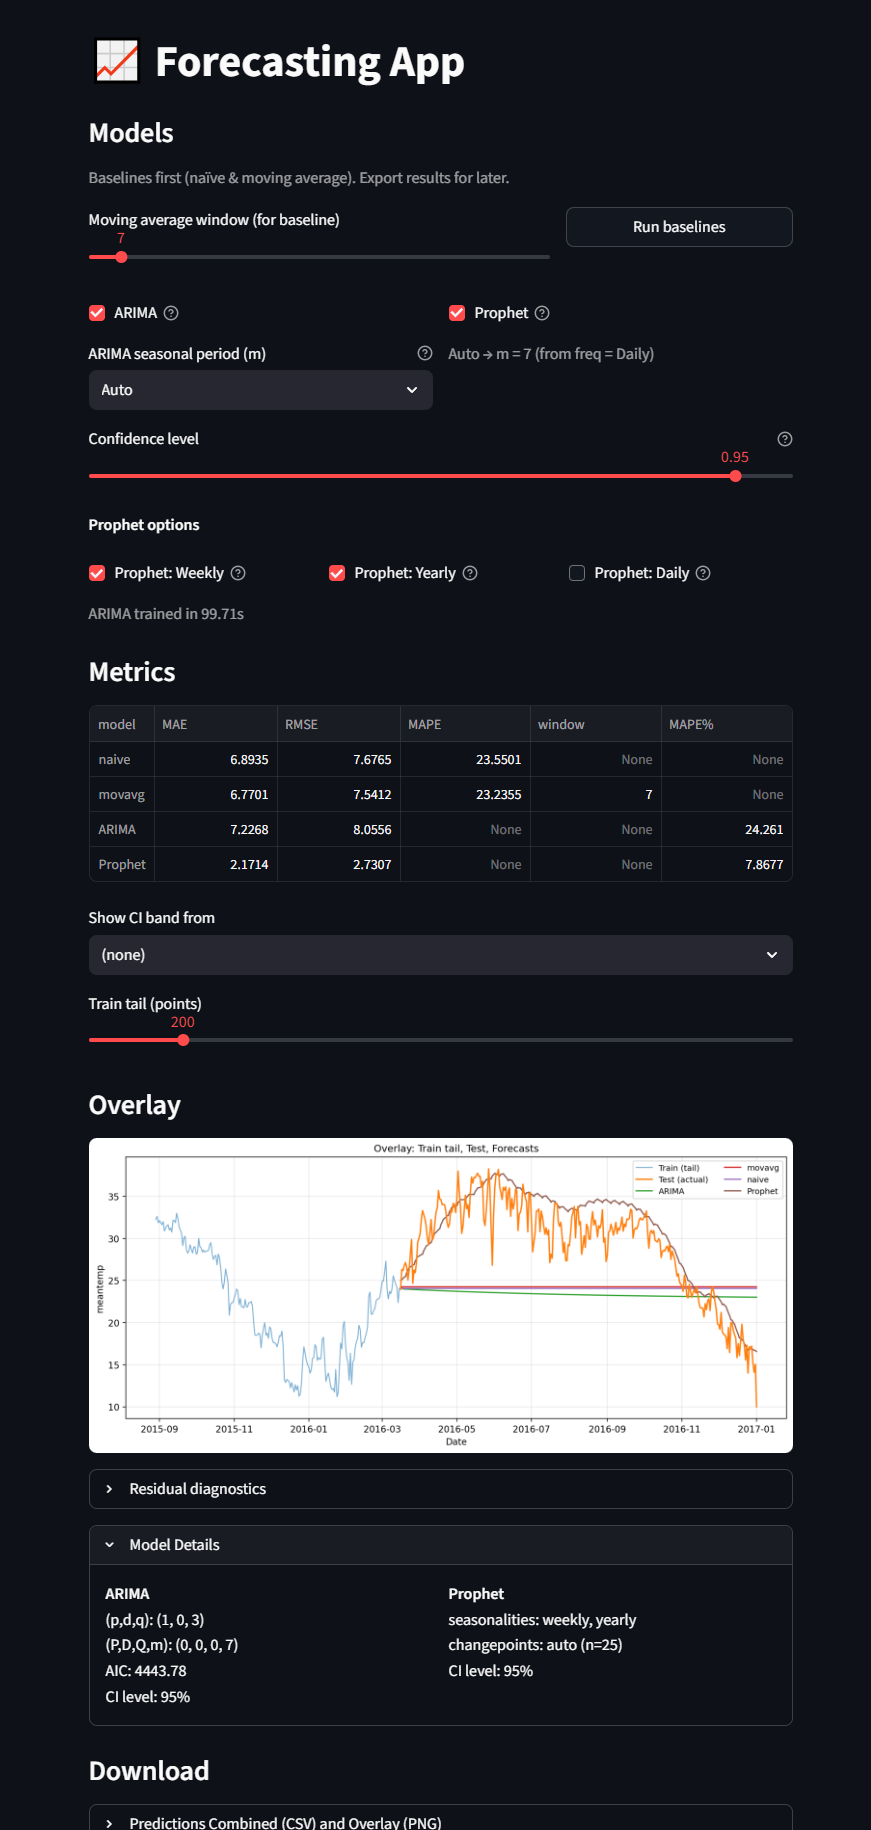 Forecasting App
Models
Baselines first (naïve & moving average). Export results for later.
Moving average window (for baseline)
7
Run baselines
ARIMA
Prophet
ARIMA seasonal period (m)
Auto → m = 7 (from freq = Daily)
Auto
Confidence level
0.95
Prophet options
Prophet: Weekly
Prophet: Yearly
Prophet: Daily
ARIMA trained in 99.71s
Metrics
model MAE RMSE MAPE window MAPE%
naive 6.8935 7.6765 23.5501 None None
movavg 6.7701 7.5412 23.2355 7 None
ARIMA 7.2268 8.0556 None None 24.261
Prophet 2.1714 2.7307 None None 7.8677
Show CI band from
(none)
Train tail (points)
200
Overlay
Overlay: Train tail, Test, Forecasts
Train (tail) movavg
Test (actual) naive
ARIMA Prophet
35
30
25
20
15
10
meantemp
2015-09 2015-11 2016-01 2016-03 2016-05 2016-07 2016-09 2016-11 2017-01
Date
Residual diagnostics
Model Details
ARIMA
(p,d,q): (1, 0, 3)
(P,D,Q,m): (0, 0, 0, 7)
AIC: 4443.78
CI level: 95%
Prophet
seasonalities: weekly, yearly
changepoints: auto (n=25)
CI level: 95%
Download
Predictions Combined (CSV) and Overlay (PNG)